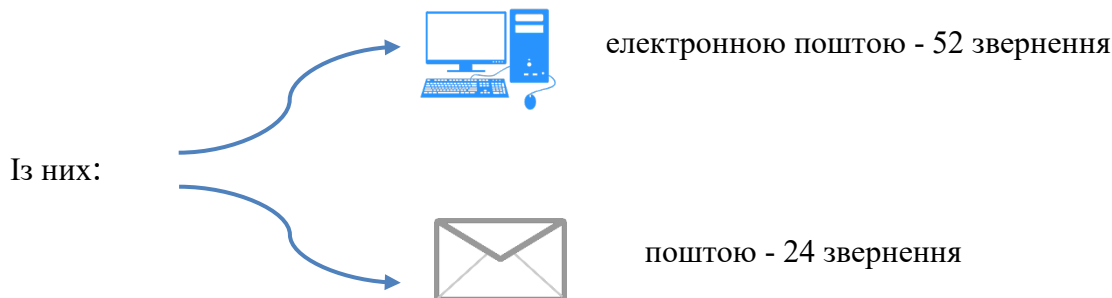 електронною поштою - 52 звернення
Із них:
поштою - 24 звернення